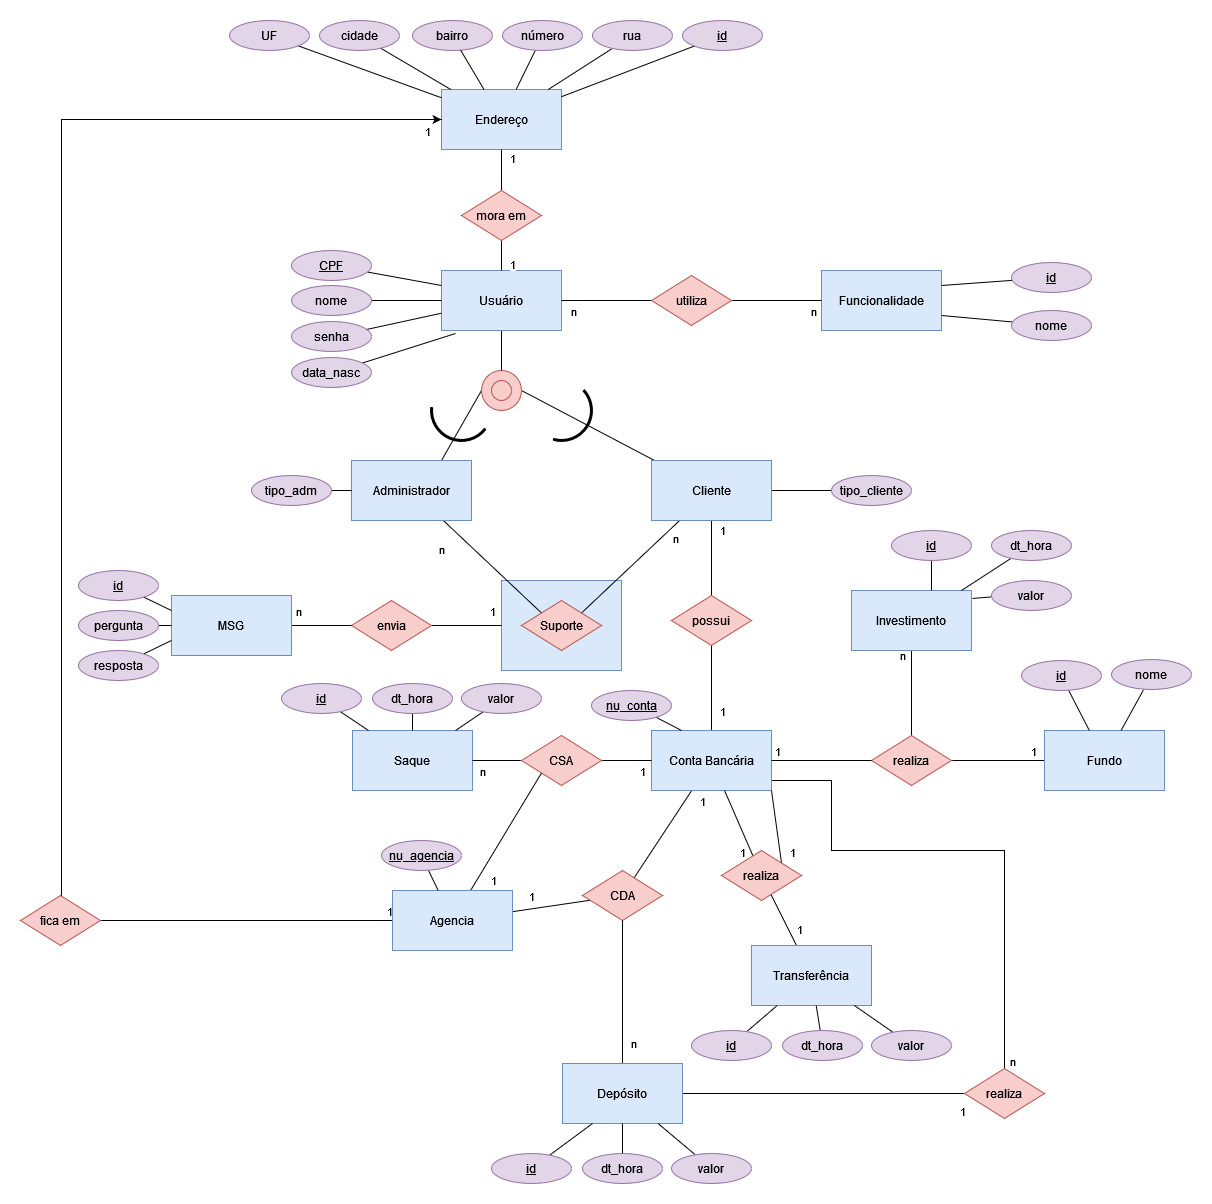 UF
cidade
bairro
número
rua
id
Endereço
1
1
mora em
1
CPF
nome
senha
data_nasc
Usuário
n
utiliza
n
Funcionalidade
id
nome
tipo_adm
Administrador
Cliente
tipo_cliente
n
n
1
id
dt_hora
valor
Investimento
n
id
pergunta
resposta
MSG
n
envia
1
Suporte
possui
1
id
dt_hora
valor
nu_conta
id
nome
Saque
n
CSA
1
Conta Bancária
1
realiza
1
Fundo
1
nu_agencia
1
1
1
realiza
fica em
1
Agencia
1
CDA
1
Transferência
id
dt_hora
valor
n
n
Depósito
1
realiza
id
dt_hora
valor